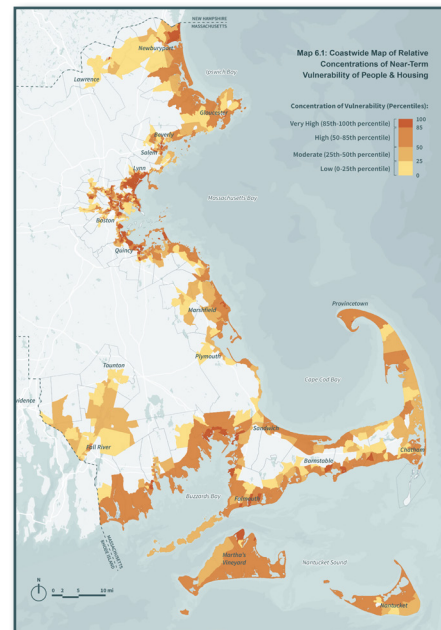 NEW HAMPSHIRE
MASSACHUSETTS
Map 6.1: Coastwide Map of Relative
Concentrations of Near-Term
Vulnerability of People & Housing
Concentration of Vulnerability (Percentiles):
Very High (85th-100th percentile)
High (50-85th percentile)
Moderate (25th-50th percentile)
Low (0-25th percentile)
100
85
50
25
0
Newburyport
Lawrence
Ipswich Bay
Gloucester
Beverly
Salem
Lynn
Massachusetts Bay
Boston
Quincy
Marshfield
Provincetown
Plymouth
Taunton
Cape Cod Bay
vidence
Sandwich
Fall River
Barnstable
Chatham
Buzzards Bay
Falmouth
Martha's
Vineyard
Nantucket Sound
Nantucket
MASSACHUSETTS
RHODE ISLAND
N
0 2 5 10 mi